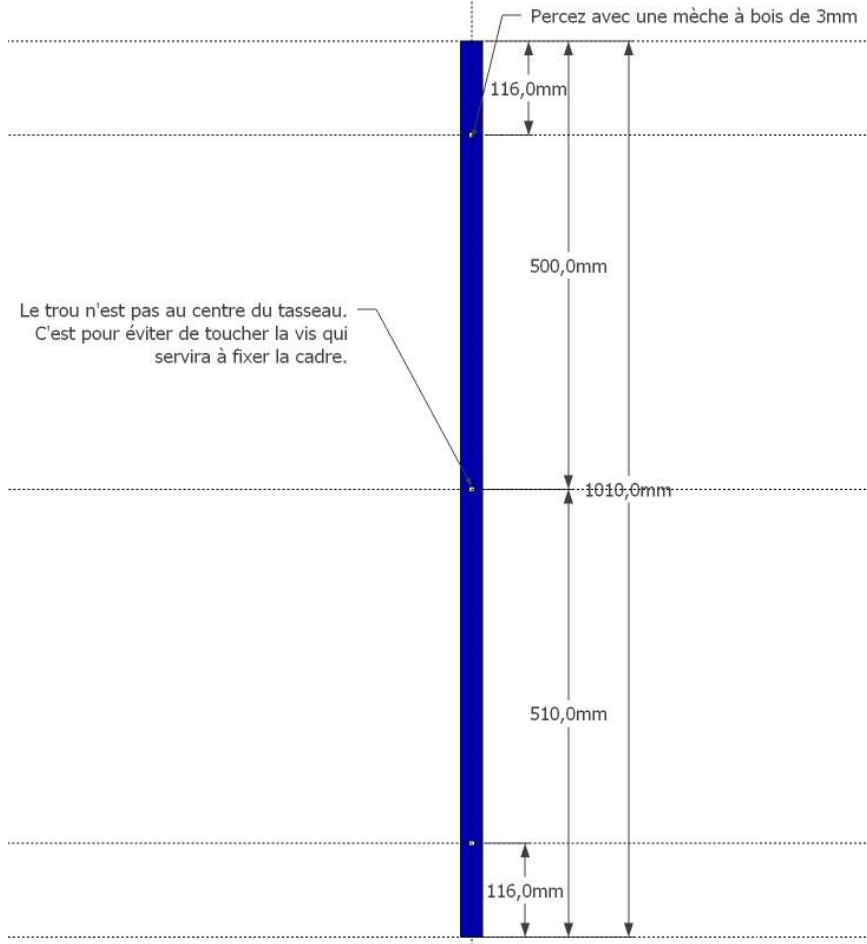 Percez avec une mèche à bois de 3mm
116,0mm
500,0mm
Le trou n'est pas au centre du tasseau.
C'est pour éviter de toucher la vis qui
servira à fixer la cadre.
1010,0mm
510,0mm
116,0mm